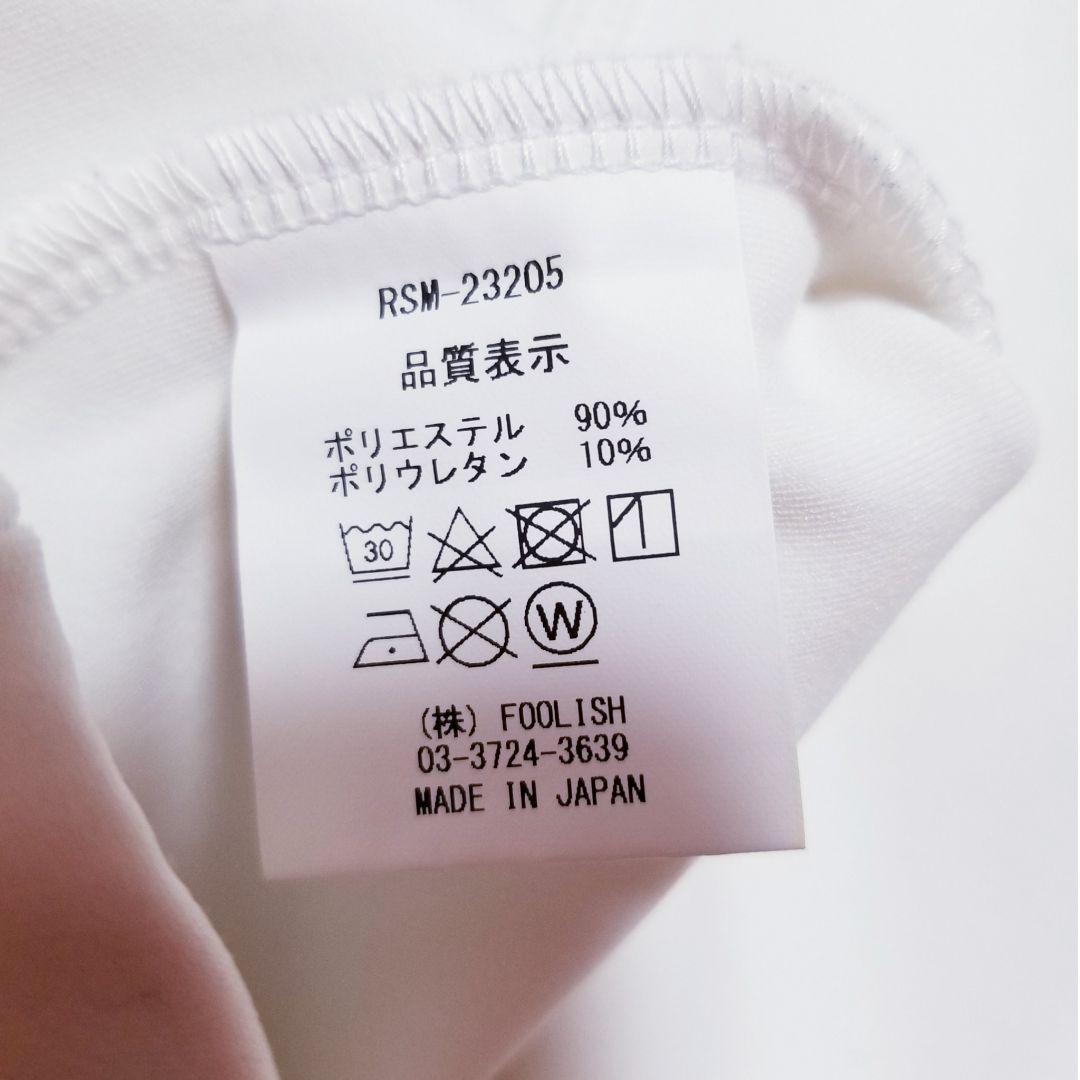 RSM-23205
品質表示
ポリエステル 90%
ポリウレタン 10%
30
W
(株) FOOLISH
03-3724-3639
MADE IN JAPAN